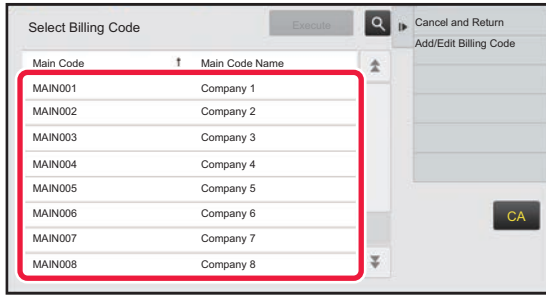 Select Billing Code
Execute
Cancel and Return
Add/Edit Billing Code
Main Code ↑ Main Code Name
MAIN001 Company 1
MAIN002 Company 2
MAIN003 Company 3
MAIN004 Company 4
MAIN005 Company 5
MAIN006 Company 6
MAIN007 Company 7
MAIN008 Company 8
CA